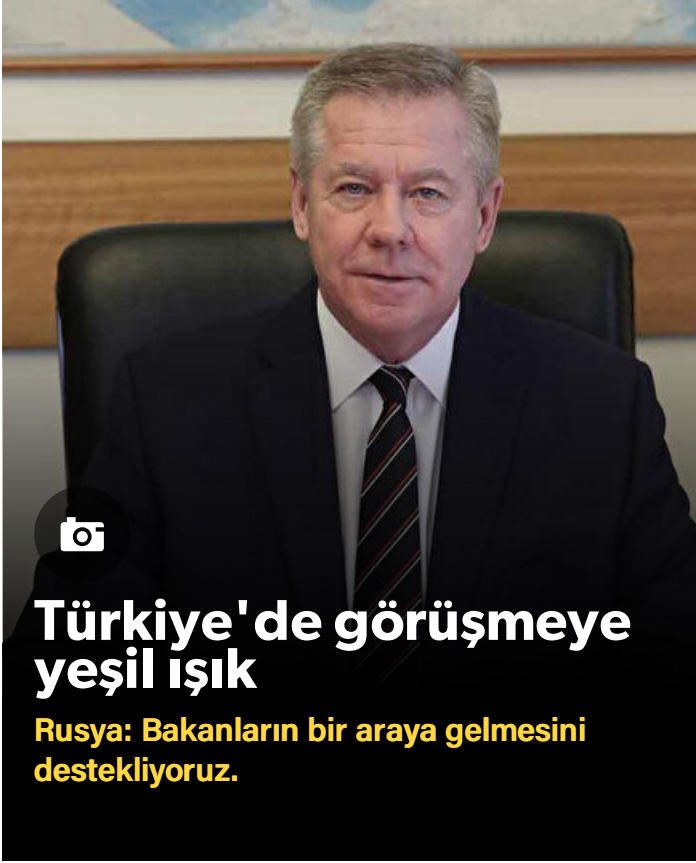 Türkiye'de görüşmeye
yeşil ışık
Rusya: Bakanların bir araya gelmesini
destekliyoruz.